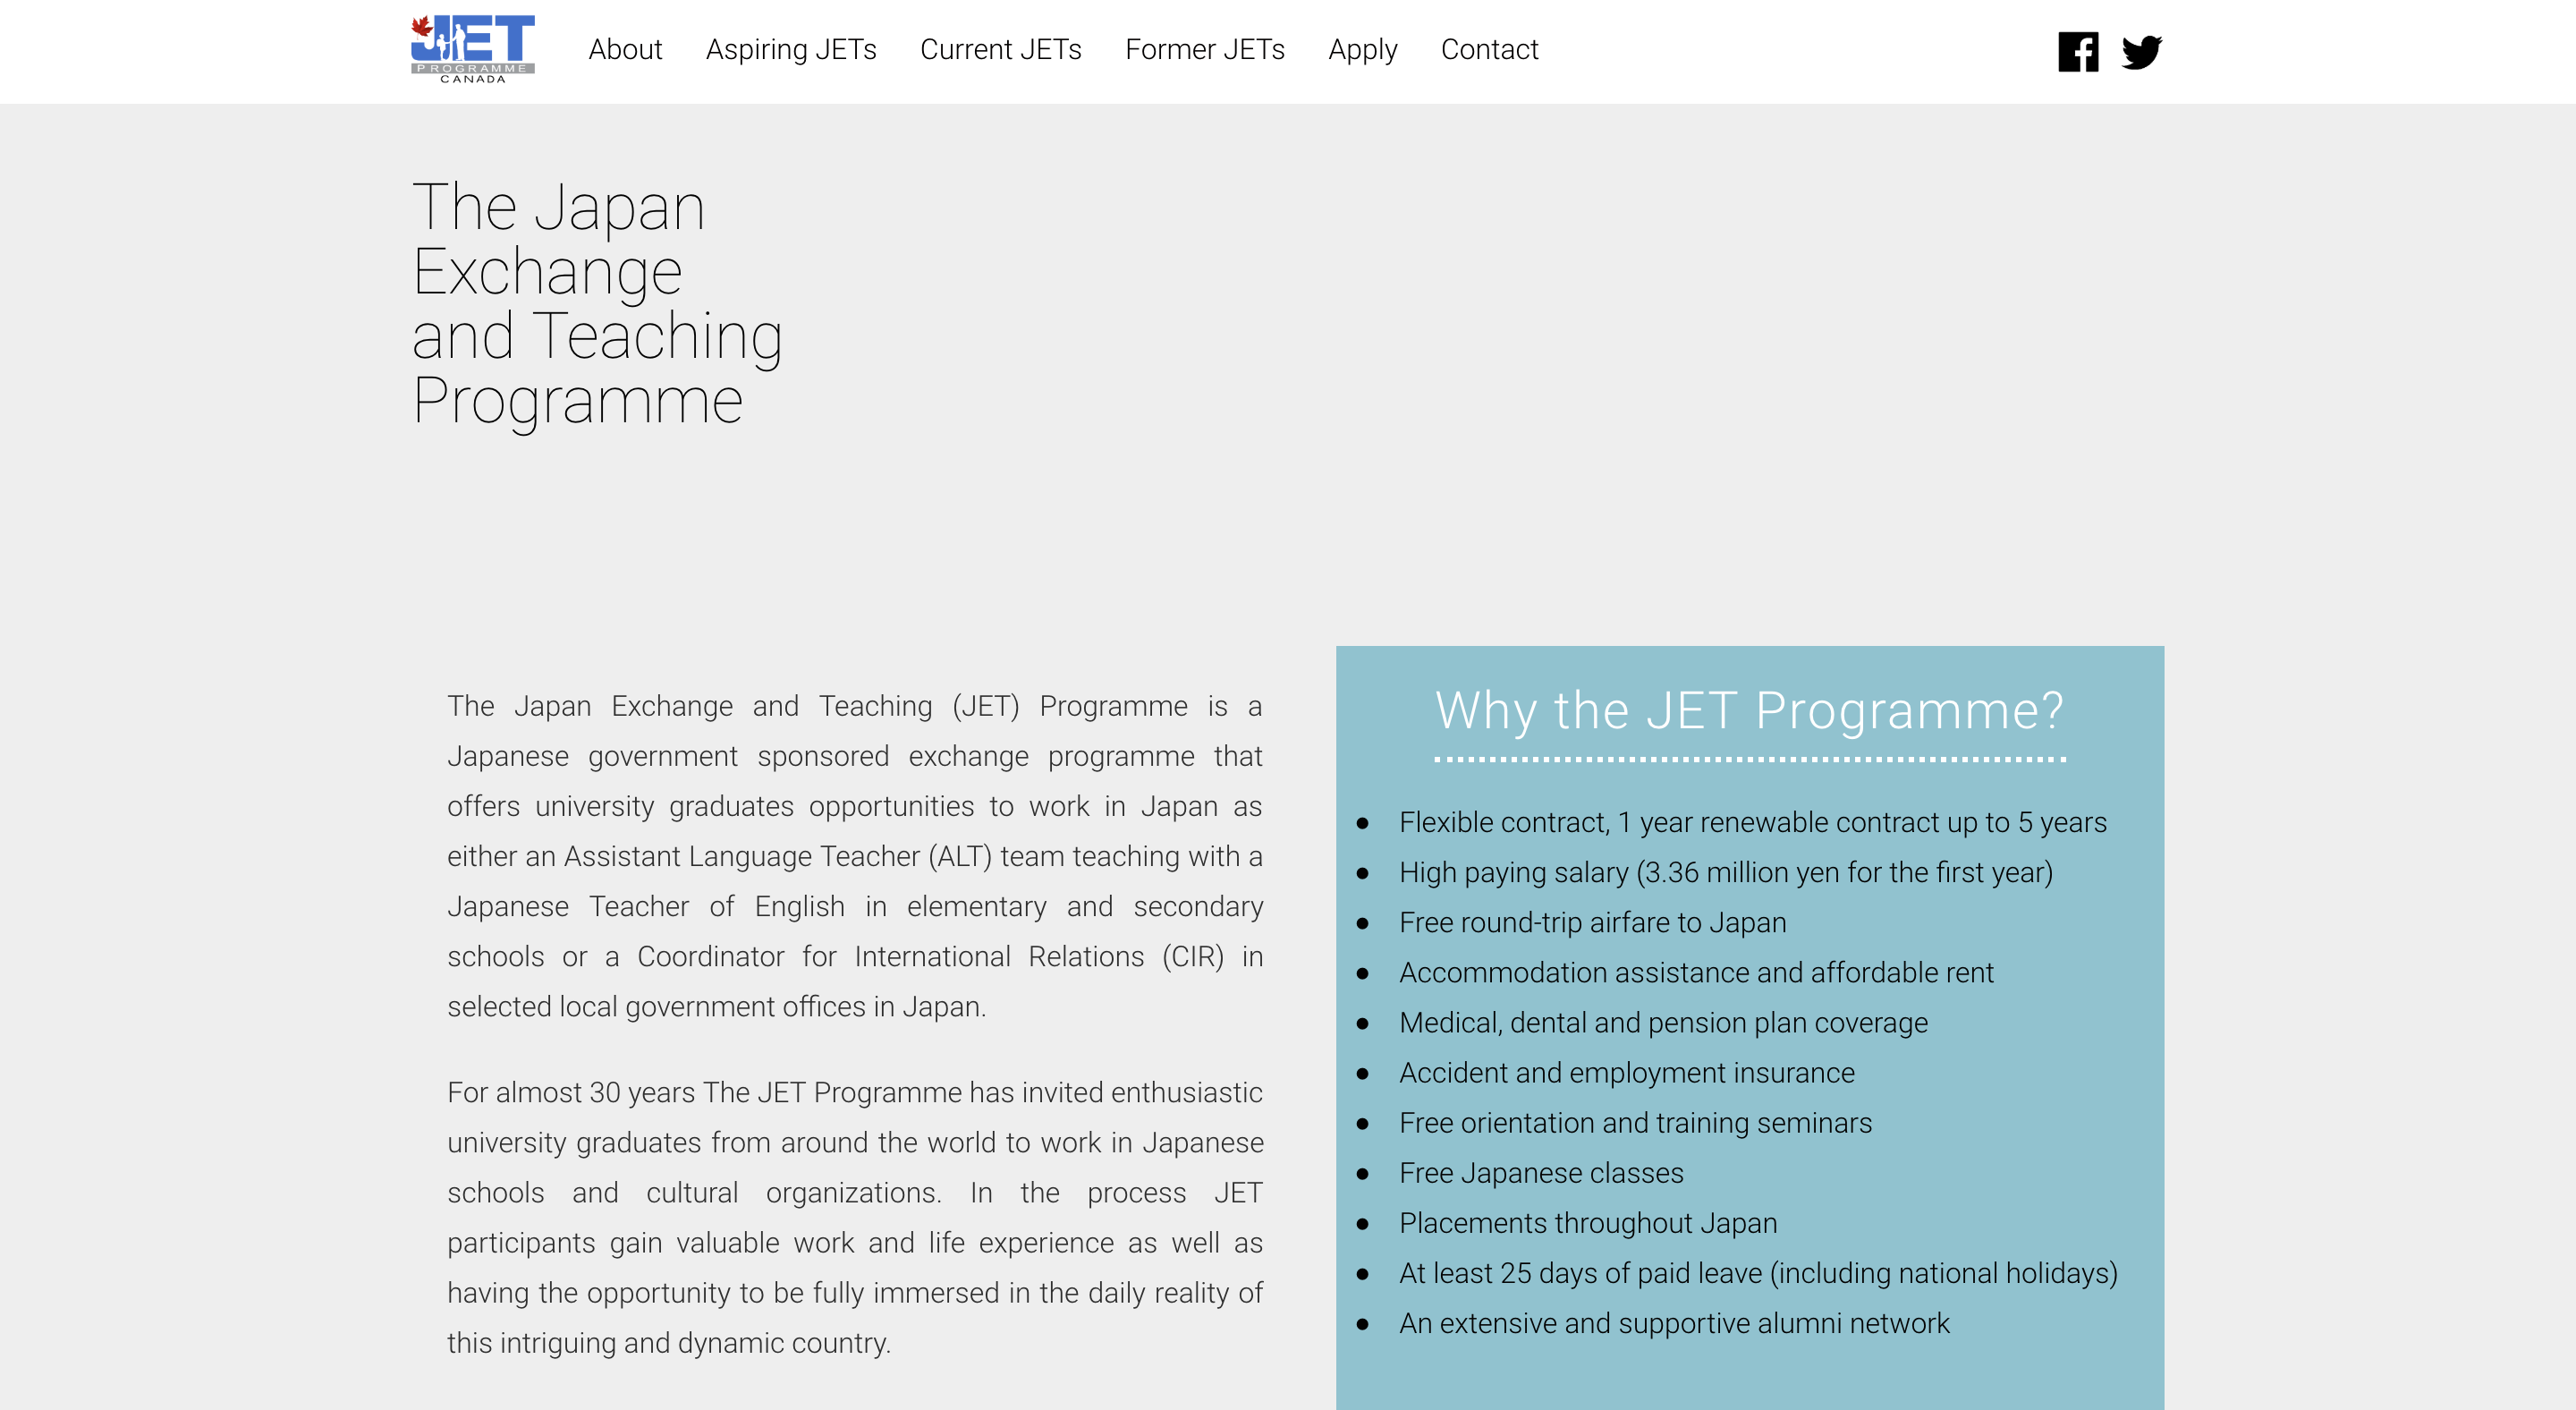 JET
PROGRAMME
CANADA
About Aspiring JETs Current JETs Former JETs Apply Contact
The Japan
Exchange
and Teaching
Programme
The Japan Exchange and Teaching (JET) Programme is a
Japanese government sponsored exchange programme that
offers university graduates opportunities to work in Japan as
either an Assistant Language Teacher (ALT) team teaching with a
Japanese Teacher of English in elementary and secondary
schools or a Coordinator for International Relations (CIR) in
selected local government offices in Japan.
For almost 30 years The JET Programme has invited enthusiastic
university graduates from around the world to work in Japanese
schools and cultural organizations. In the process JET
participants gain valuable work and life experience as well as
having the opportunity to be fully immersed in the daily reality of
this intriguing and dynamic country.
Why the JET Programme?
● Flexible contract, 1 year renewable contract up to 5 years
● High paying salary (3.36 million yen for the first year)
● Free round-trip airfare to Japan
● Accommodation assistance and affordable rent
● Medical, dental and pension plan coverage
● Accident and employment insurance
● Free orientation and training seminars
● Free Japanese classes
● Placements throughout Japan
● At least 25 days of paid leave (including national holidays)
● An extensive and supportive alumni network